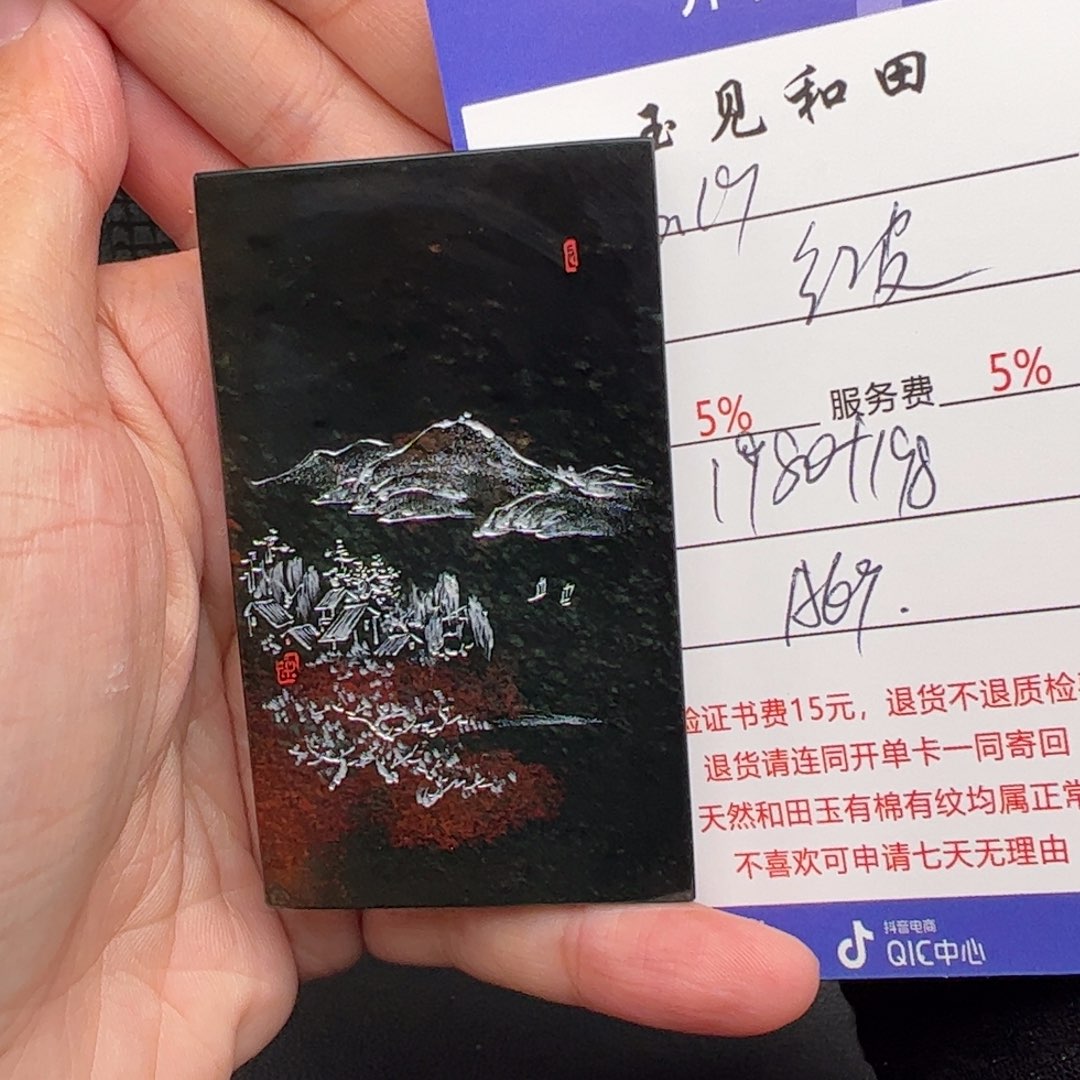 玉见和田
红皮
5% 服务费 5%
1980+198
A69.
验证书费15元，退货不退质检
退货请连同开单卡一同寄回
天然和田玉有棉有纹均属正常
不喜欢可申请七天无理由
抖音电商
QIC中心